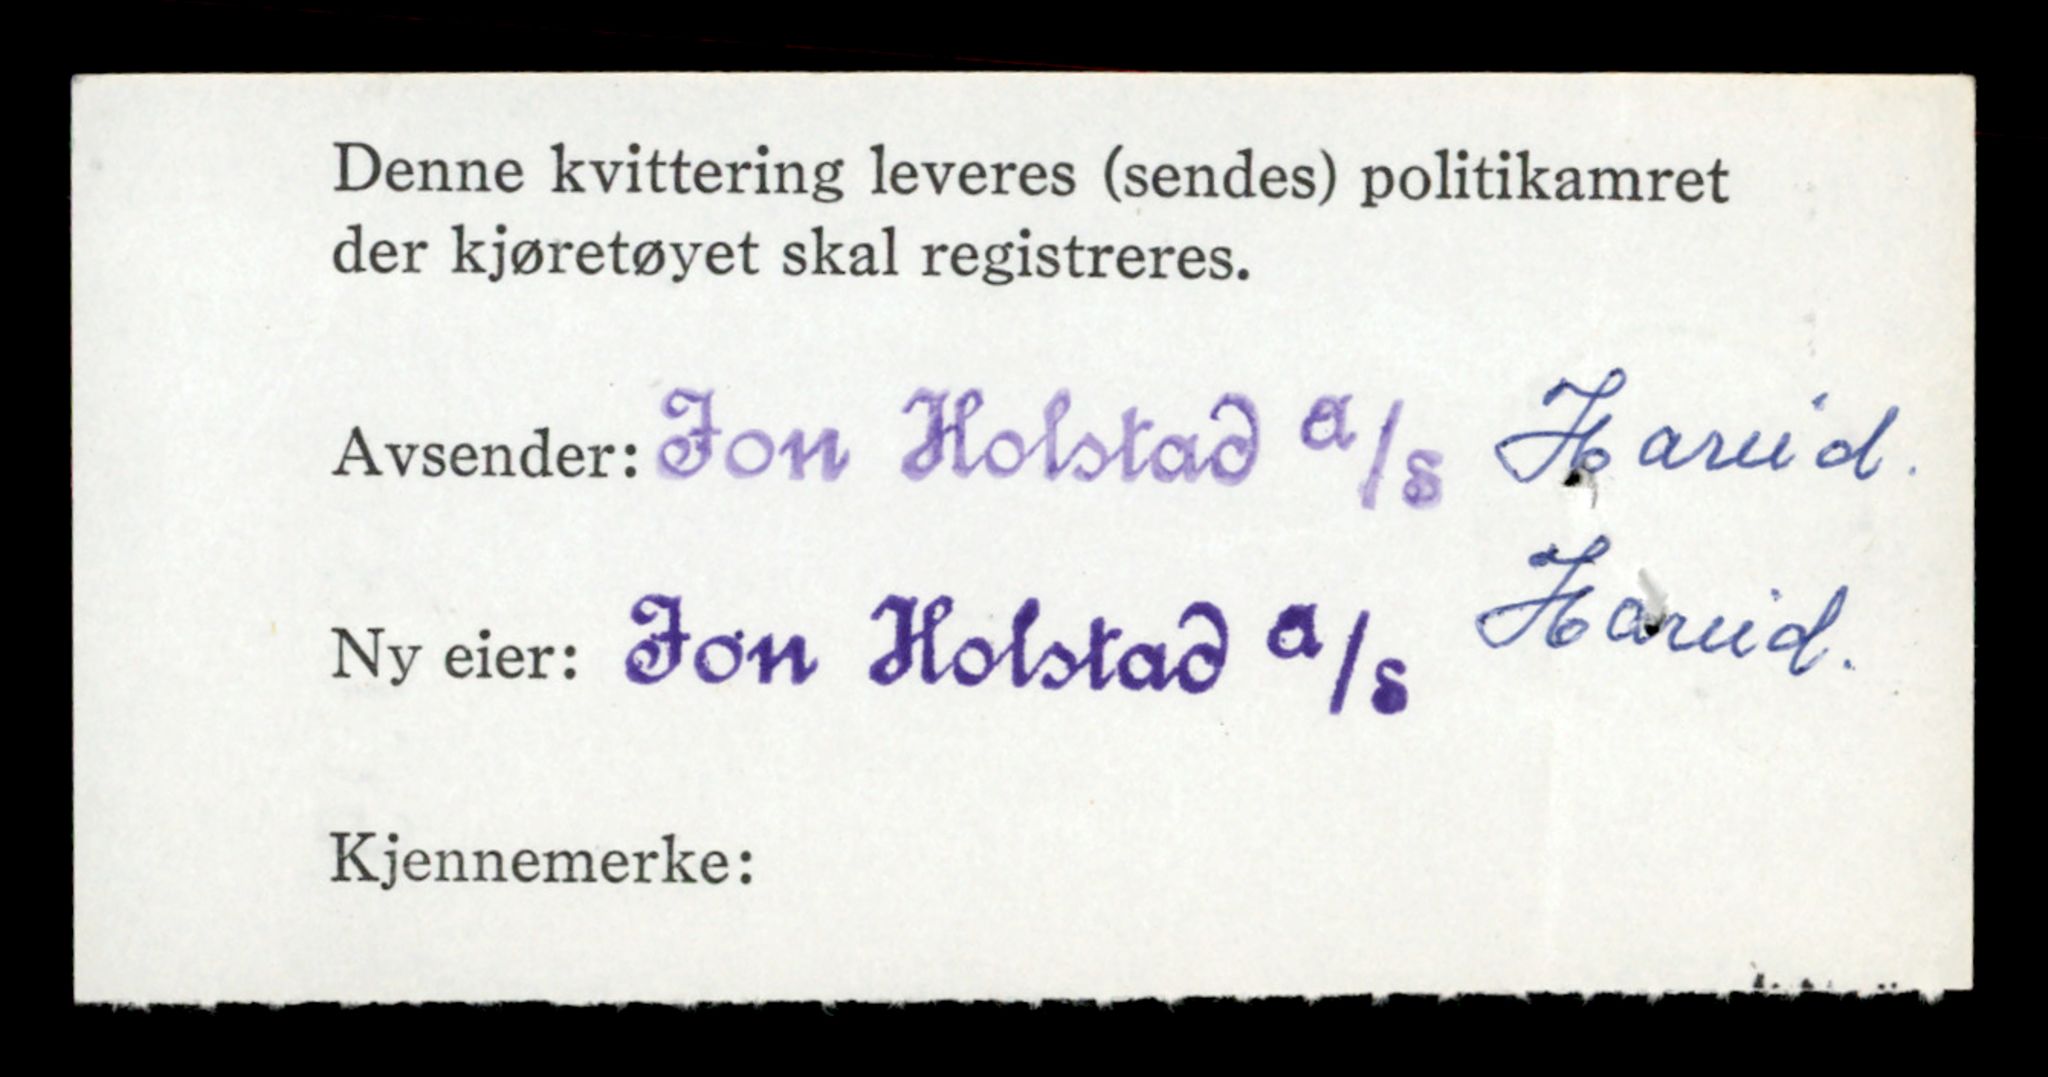 Denne kvittering leveres (sendes) politikamret
der kjøretøyet skal registreres.
Avsender: Jon Holstad a/s Hareid.
Ny eier: Jon Holstad a/s Hareid.
Kjennemerke: